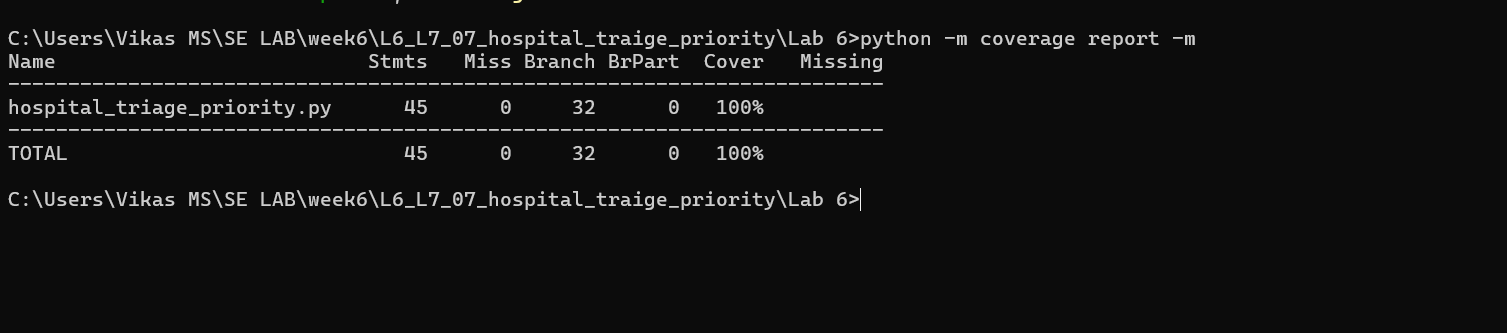 C:\Users\Vikas MS\SE LAB\week6\L6_L7_07_hospital_traige_priority\Lab 6>python -m coverage report -m
Name                          Stmts   Miss Branch BrPart  Cover   Missing
-------------------------------------------------------------------------
hospital_triage_priority.py      45      0     32      0   100%
-------------------------------------------------------------------------
TOTAL                            45      0     32      0   100%
C:\Users\Vikas MS\SE LAB\week6\L6_L7_07_hospital_traige_priority\Lab 6>